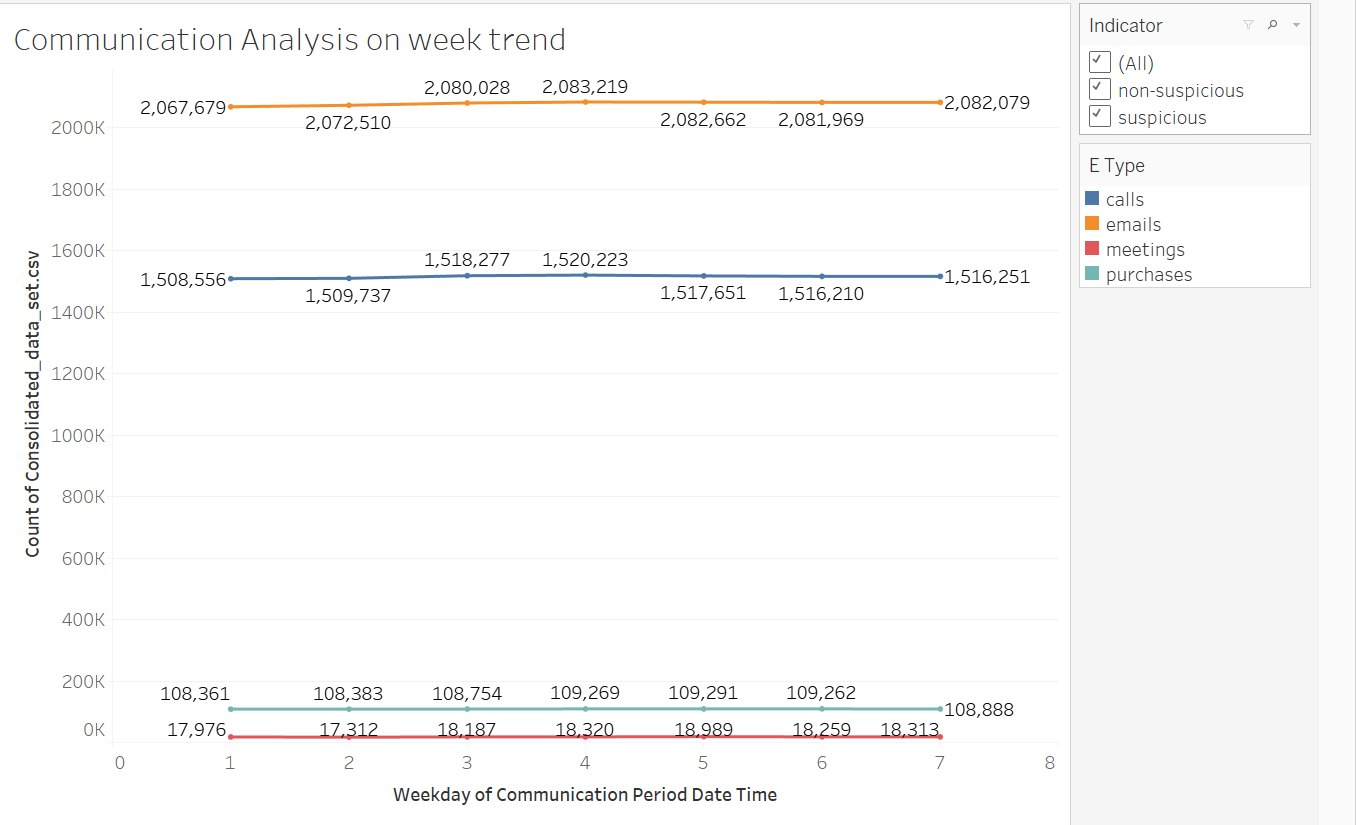 Communication Analysis on week trend
2,067,679
2,072,510
2,080,028
2,083,219
2,082,662
2,081,969
2,082,079
1,508,556
1,509,737
1,518,277
1,520,223
1,517,651
1,516,210
1,516,251
108,361
108,383
108,754
109,269
109,291
109,262
108,888
17,976
17,312
18,187
18,320
18,989
18,259
18,313
2000K
1800K
1600K
1400K
1200K
1000K
800K
600K
400K
200K
0K
Count of Consolidated_data_set.csv
0 1 2 3 4 5 6 7 8
Weekday of Communication Period Date Time
Indicator
(All)
non-suspicious
suspicious
E Type
calls
emails
meetings
purchases